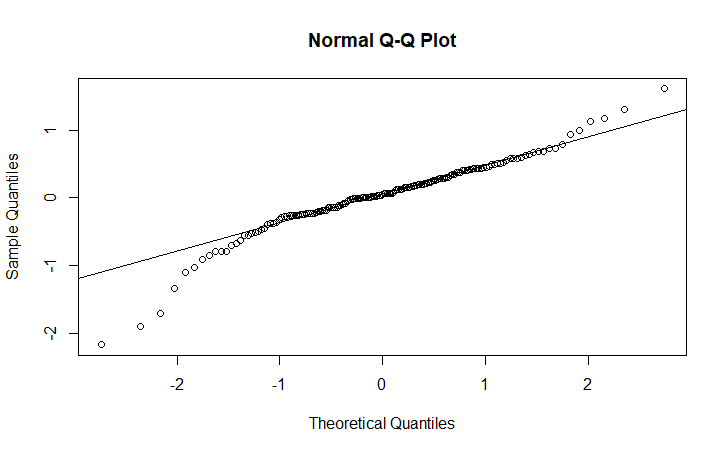 Normal Q-Q Plot
Sample Quantiles
1
0
-1
-2
-2 -1 0 1 2
Theoretical Quantiles